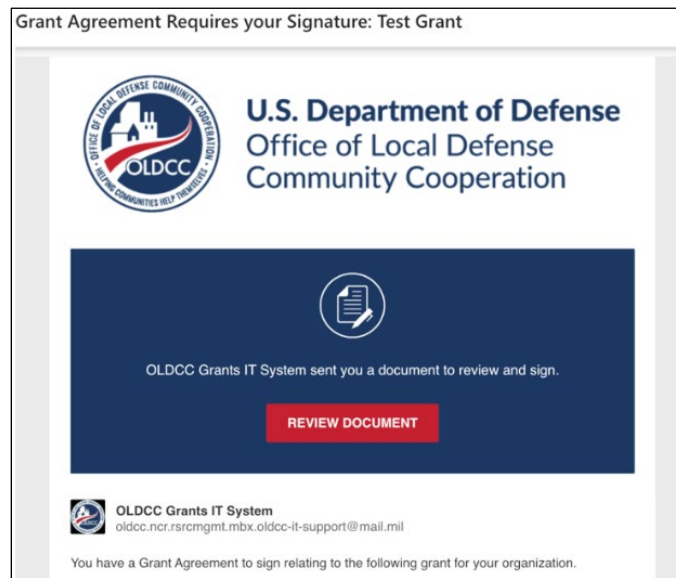 Grant Agreement Requires your Signature: Test Grant
OFFICE OF LOCAL DEFENSE COMMUNITY COOPERATION
OLDCC
HELPING COMMUNITIES HELP THEMSELVES
U.S. Department of Defense
Office of Local Defense
Community Cooperation
OLDCC Grants IT System sent you a document to review and sign.
REVIEW DOCUMENT
OLDCC
OLDCC Grants IT System
oldcc.ncr.rsrcmgmt.mbx.oldcc-it-support@mail.mil
You have a Grant Agreement to sign relating to the following grant for your organization.